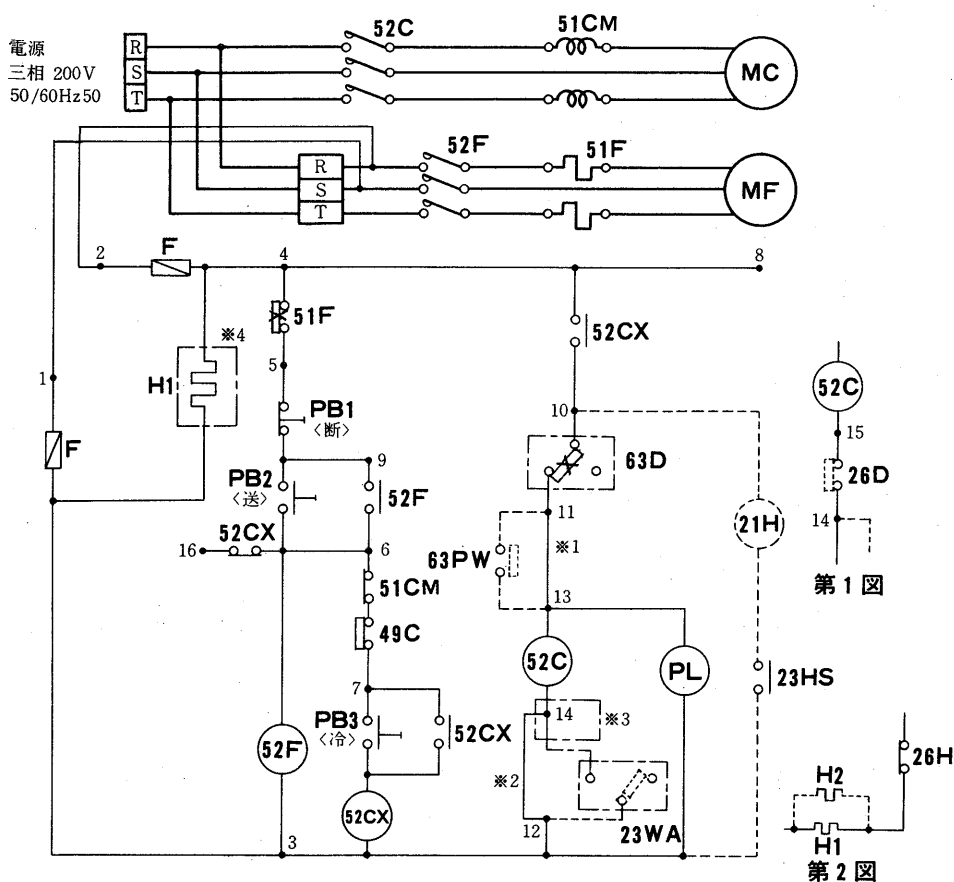 52C
51CM
電源
三相 200V
50/60Hz50
R
S
T
MC
52F
51F
R
S
T
MF
2
F
4
8
51F
52CX
※4
H1
5
1
PB1
〈断〉
10
52C
15
F
9
63D
26D
PB2
〈送〉
52F
14
11
21H
52CX
16
6
63PW
※1
第1図
51CM
13
49C
52C
PL
7
23HS
PB3
〈冷〉
52CX
14
※3
52F
26H
※2
H2
52CX
12
23WA
3
H1
第2図